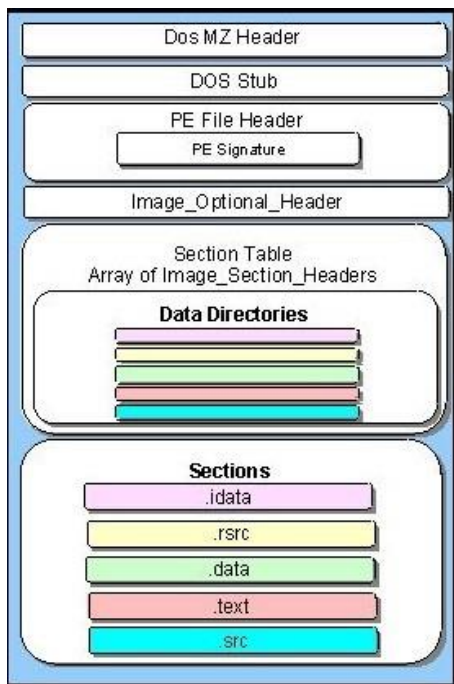 Dos MZ Header
DOS Stub
PE File Header
PE Signature
Image_Optional_Header
Section Table
Array of Image_Section_Headers
Data Directories
Sections
.idata
.rsrc
.data
.text
.src